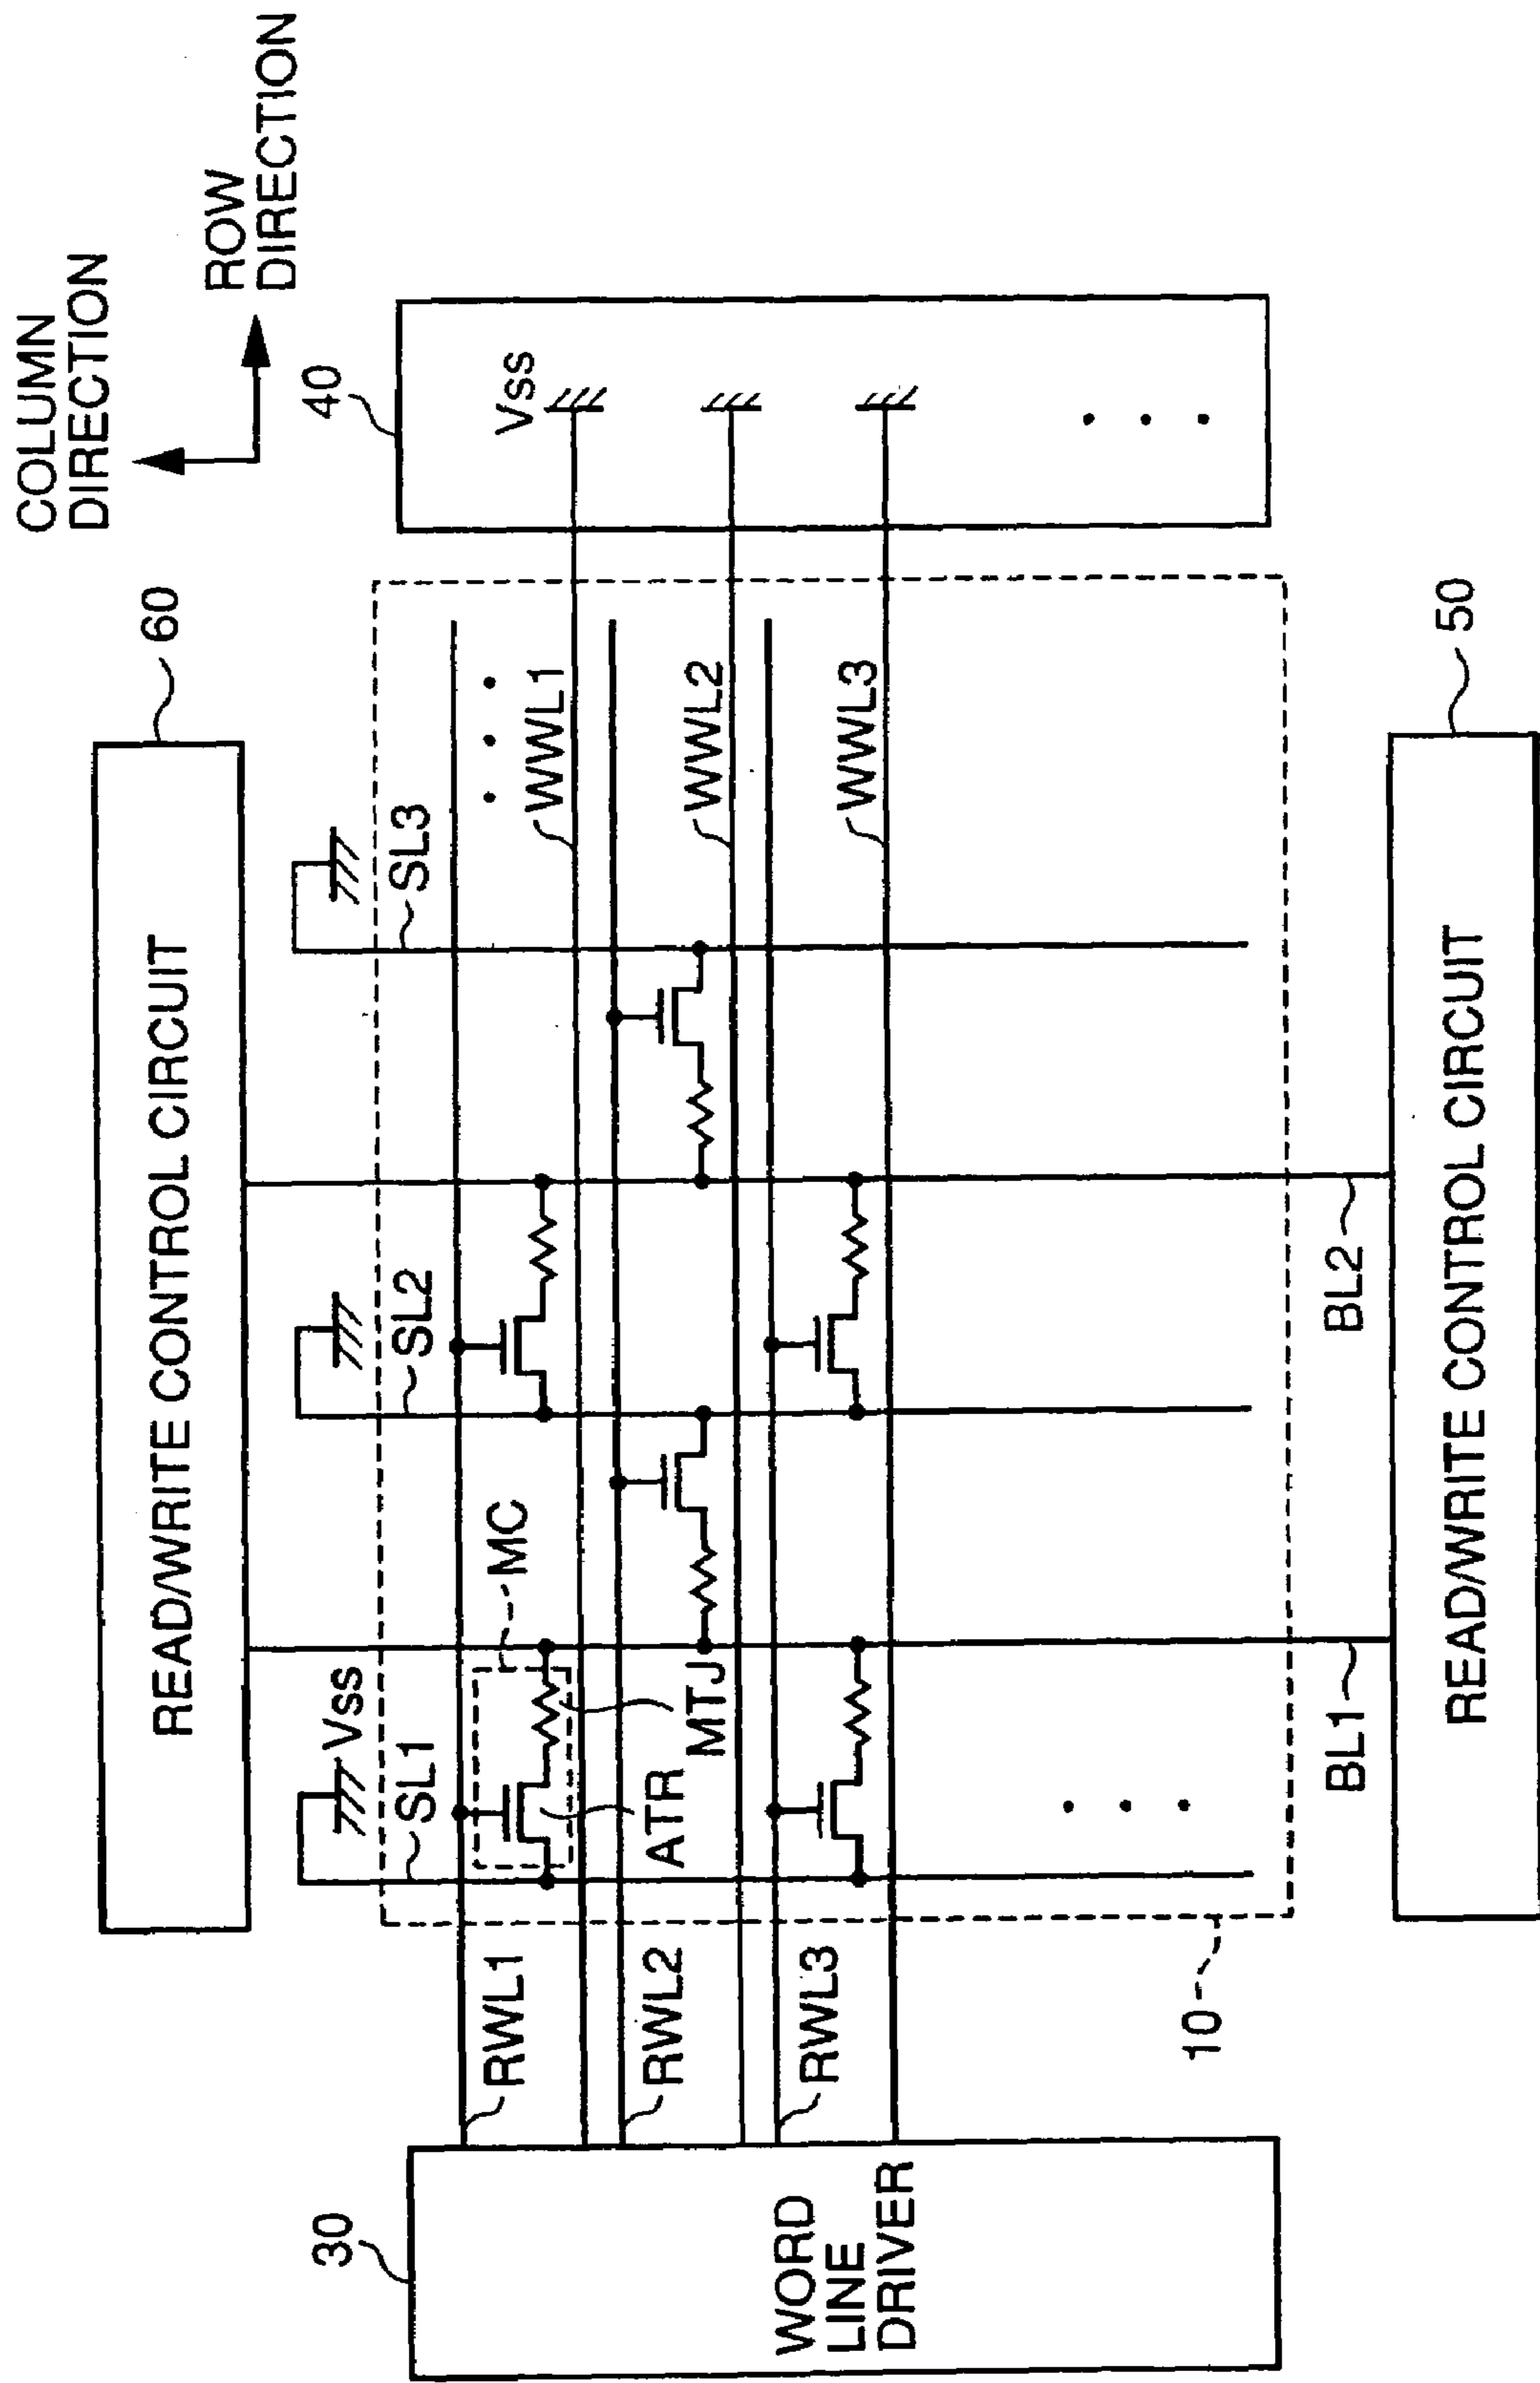 COLUMN
DIRECTION
ROW
DIRECTION
60
READ/WRITE CONTROL CIRCUIT
40
Vss
Vss
SL1
SL2
SL3
30
WORD
LINE
DRIVER
RWL1
RWL2
RWL3
MC
ATR
MTJ
WWL1
WWL2
WWL3
10
BL1
BL2
50
READ/WRITE CONTROL CIRCUIT